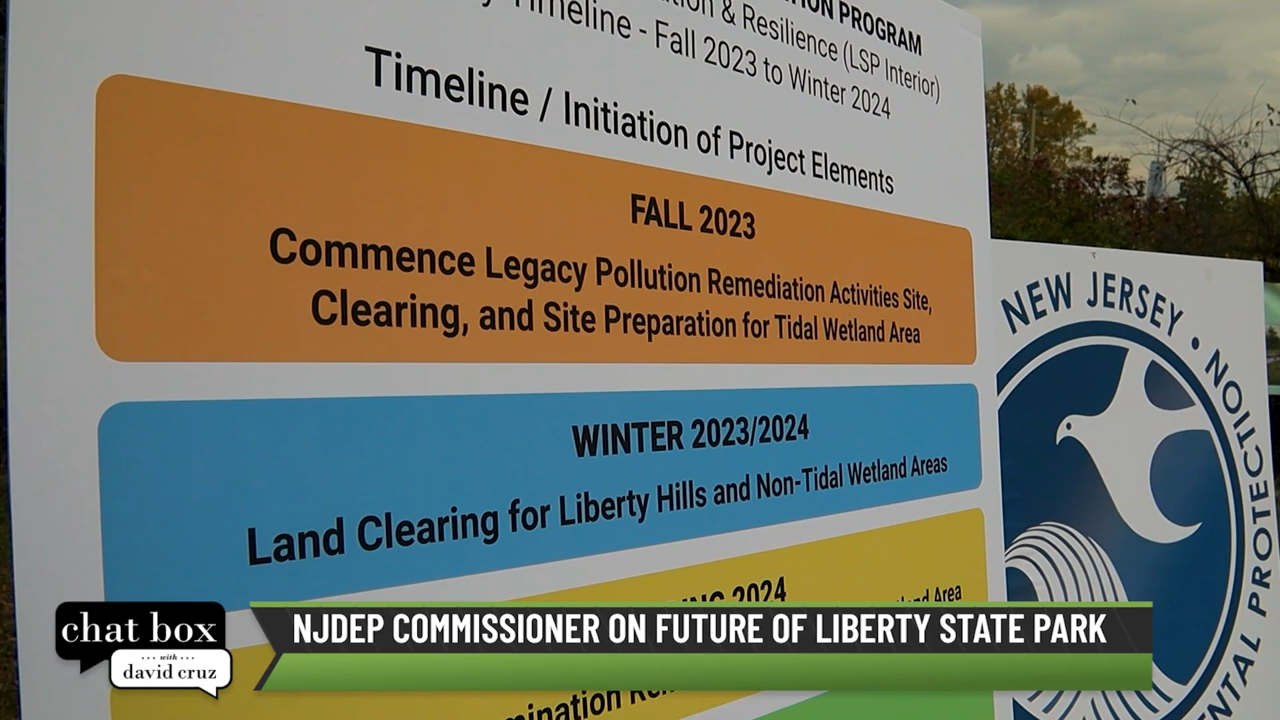 PROGRAM
& Resilience (LSP Interior)
Timeline - Fall 2023 to Winter 2024
Timeline / Initiation of Project Elements
FALL 2023
Commence Legacy Pollution Remediation Activities Site,
Clearing, and Site Preparation for Tidal Wetland Area
WINTER 2023/2024
Land Clearing for Liberty Hills and Non-Tidal Wetland Areas
2024
Area
NEW JERSEY •
PROTECTION
chat box
with
david cruz
NJDEP COMMISSIONER ON FUTURE OF LIBERTY STATE PARK